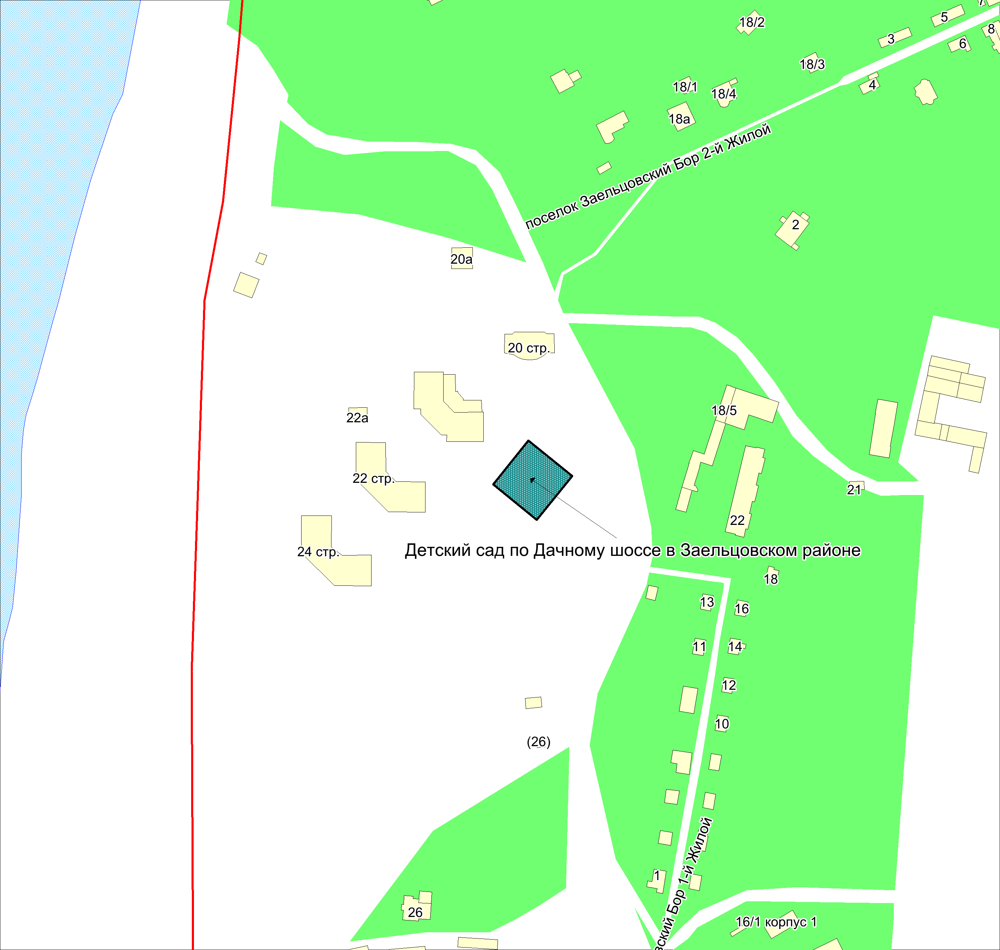 7
5
18/2
8
3
6
18/3
4
18/1
18/4
18а
поселок Заельцовский Бор 2-й Жилой
2
20а
20 стр.
18/5
22а
22 стр.
21
22
24 стр.
Детский сад по Дачному шоссе в Заельцовском районе
18
13
16
11
14
12
10
(26)
1
вский Бор 1-й Жилой
26
16/1 корпус 1